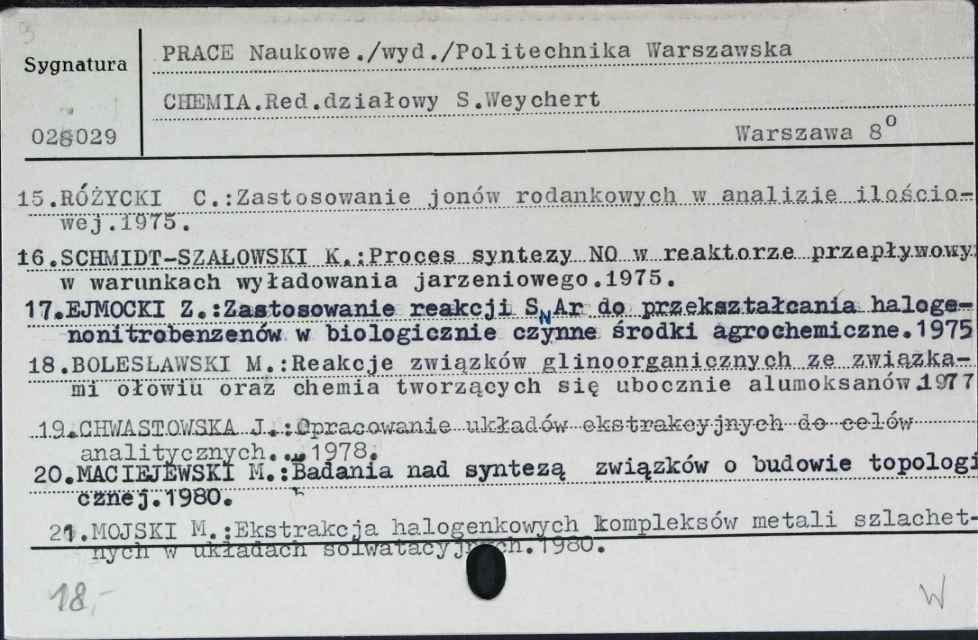 PRACE Naukowe./wyd./Politechnika Warszawska
Sygnatura
CHEMIA.Red.działowy S.Weychert
028029
Warszawa 8°
15.RÓŻYCKI C.:Zastosowanie jonów rodankowych w analizie ilościo-
wej.1975.
16.SCHMIDT-SZAŁOWSKI K.:Proces syntezy NO w reaktorze przepływowy
w warunkach wyładowania jarzeniowego.1975.
17.EJMOCKI Z.:Zastosowanie reakcji SNAr do przekształcania haloge-
nonitrobenzenów w biologicznie czynne środki agrochemiczne.1975
18.BOLESŁAWSKI M.:Reakcje związków glinoorganicznych ze związka-
mi ołowiu oraz chemia tworzących się ubocznie alumoksanów.1977
19.CHWASTOWSKA J.:Opracowanie układów ekstrakcyjnych do celów
analitycznych...1978.
20.MACIEJEWSKI M.:Badania nad syntezą związków o budowie topologi
cznej.1980.
21.MOJSKI M.:Ekstrakcja halogenkowych kompleksów metali szlachet-
nych w układach solwatacyjnych.1980.
18,-
W